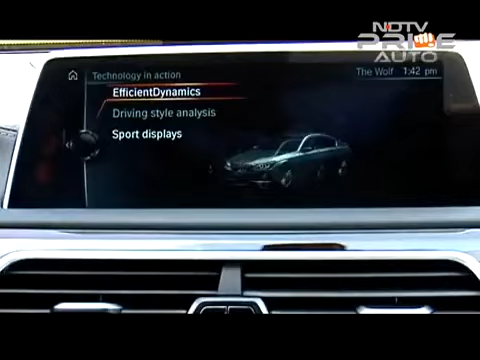 NDTV
PRIME
AUTO
Technology in action
The Wolf 1:42 pm
EfficientDynamics
Driving style analysis
Sport displays